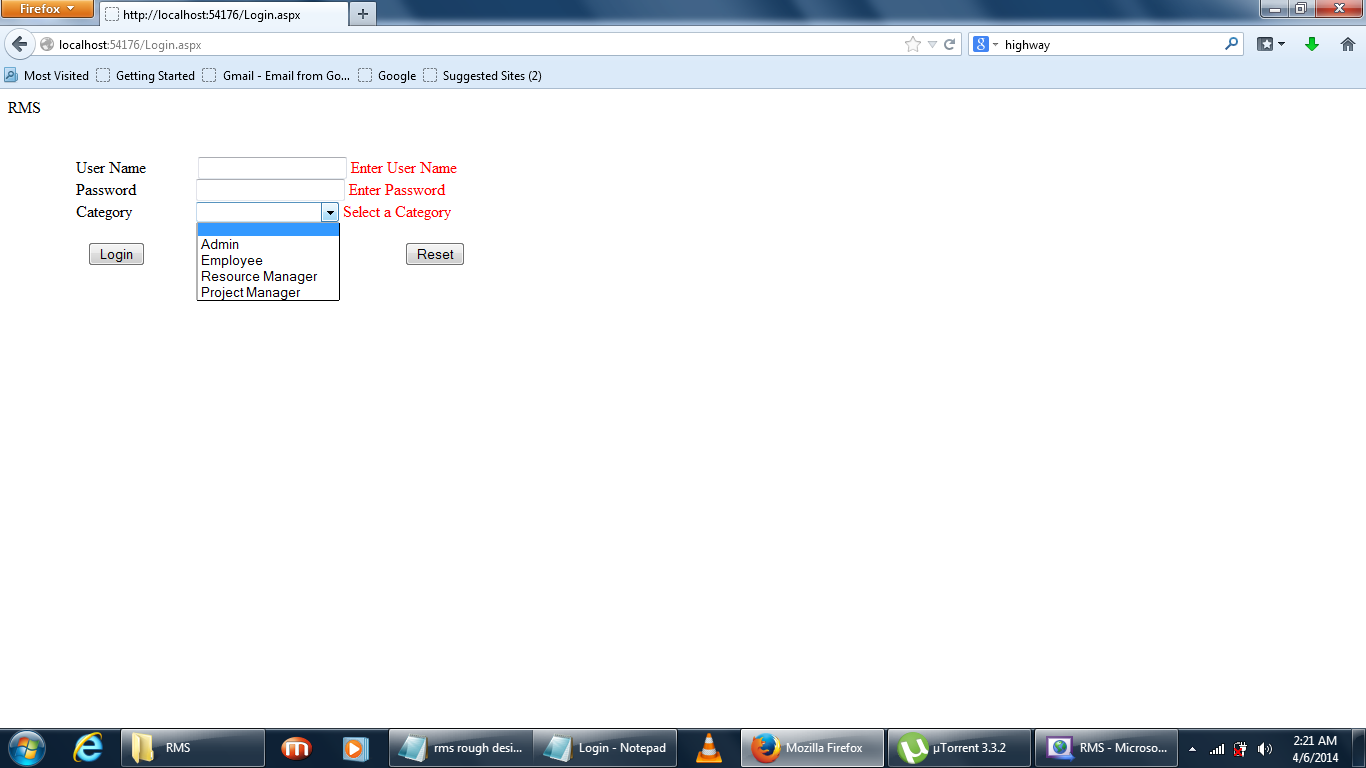 Firefox
http://localhost:54176/Login.aspx
localhost:54176/Login.aspx
highway
Most Visited Getting Started Gmail - Email from Go... Google Suggested Sites (2)
RMS
User Name Enter User Name
Password Enter Password
Category Select a Category
Login Reset
Admin
Employee
Resource Manager
Project Manager
RMS rms rough desi... Login - Notepad Mozilla Firefox µTorrent 3.3.2 RMS - Microso... 2:21 AM
4/6/2014